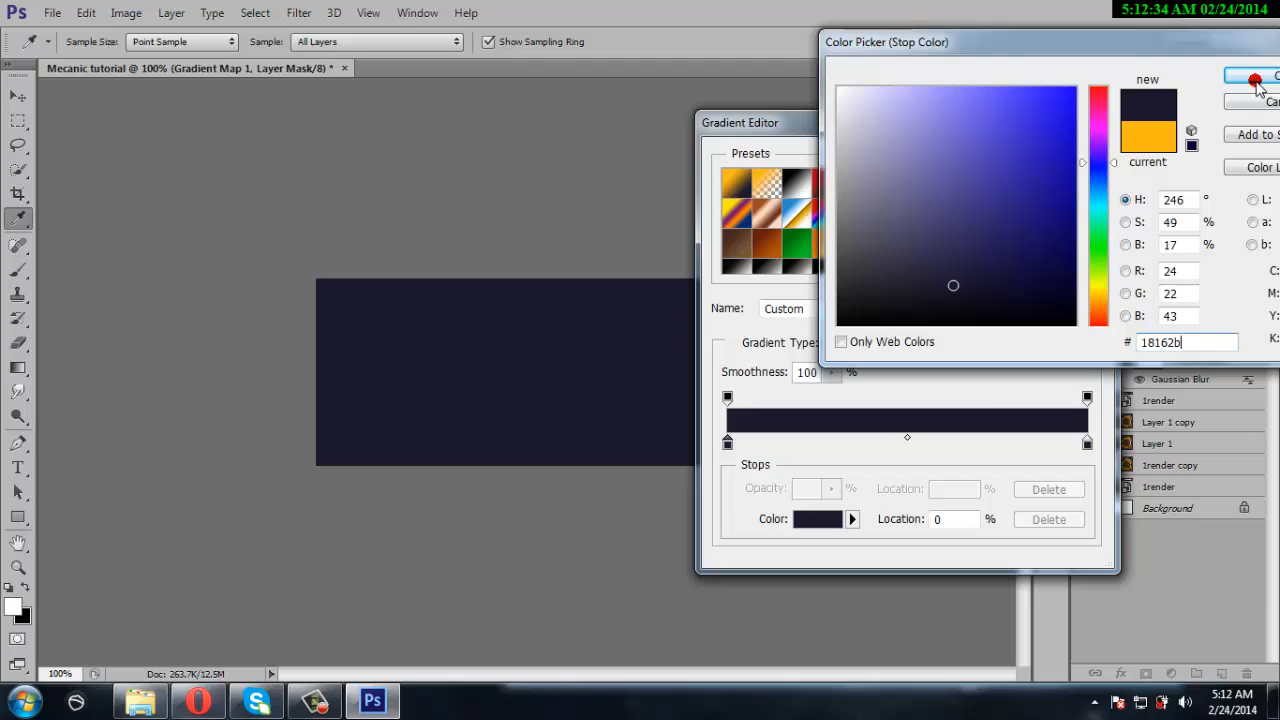 5:12:34 AM 02/24/2014
Ps File Edit Image Layer Type Select Filter 3D View Window Help
Sample Size: Point Sample Sample: All Layers Show Sampling Ring
Mecanic tutorial @ 100% (Gradient Map 1, Layer Mask/8) * ×
Color Picker (Stop Color)
new
current
Add to S
Color L
H: 246 °
L:
S: 49 %
a:
B: 17 %
b:
R: 24
C:
G: 22
M:
B: 43
Y:
# 18162b
K:
Only Web Colors
Gradient Editor
Presets
Name: Custom
Gradient Type:
Smoothness: 100 %
Stops
Opacity: % Location: % Delete
Color: Location: 0 % Delete
Gaussian Blur
1render
Layer 1 copy
Layer 1
1render copy
1render
Background
100% Doc: 263.7K/12.5M
Ps
5:12 AM
2/24/2014